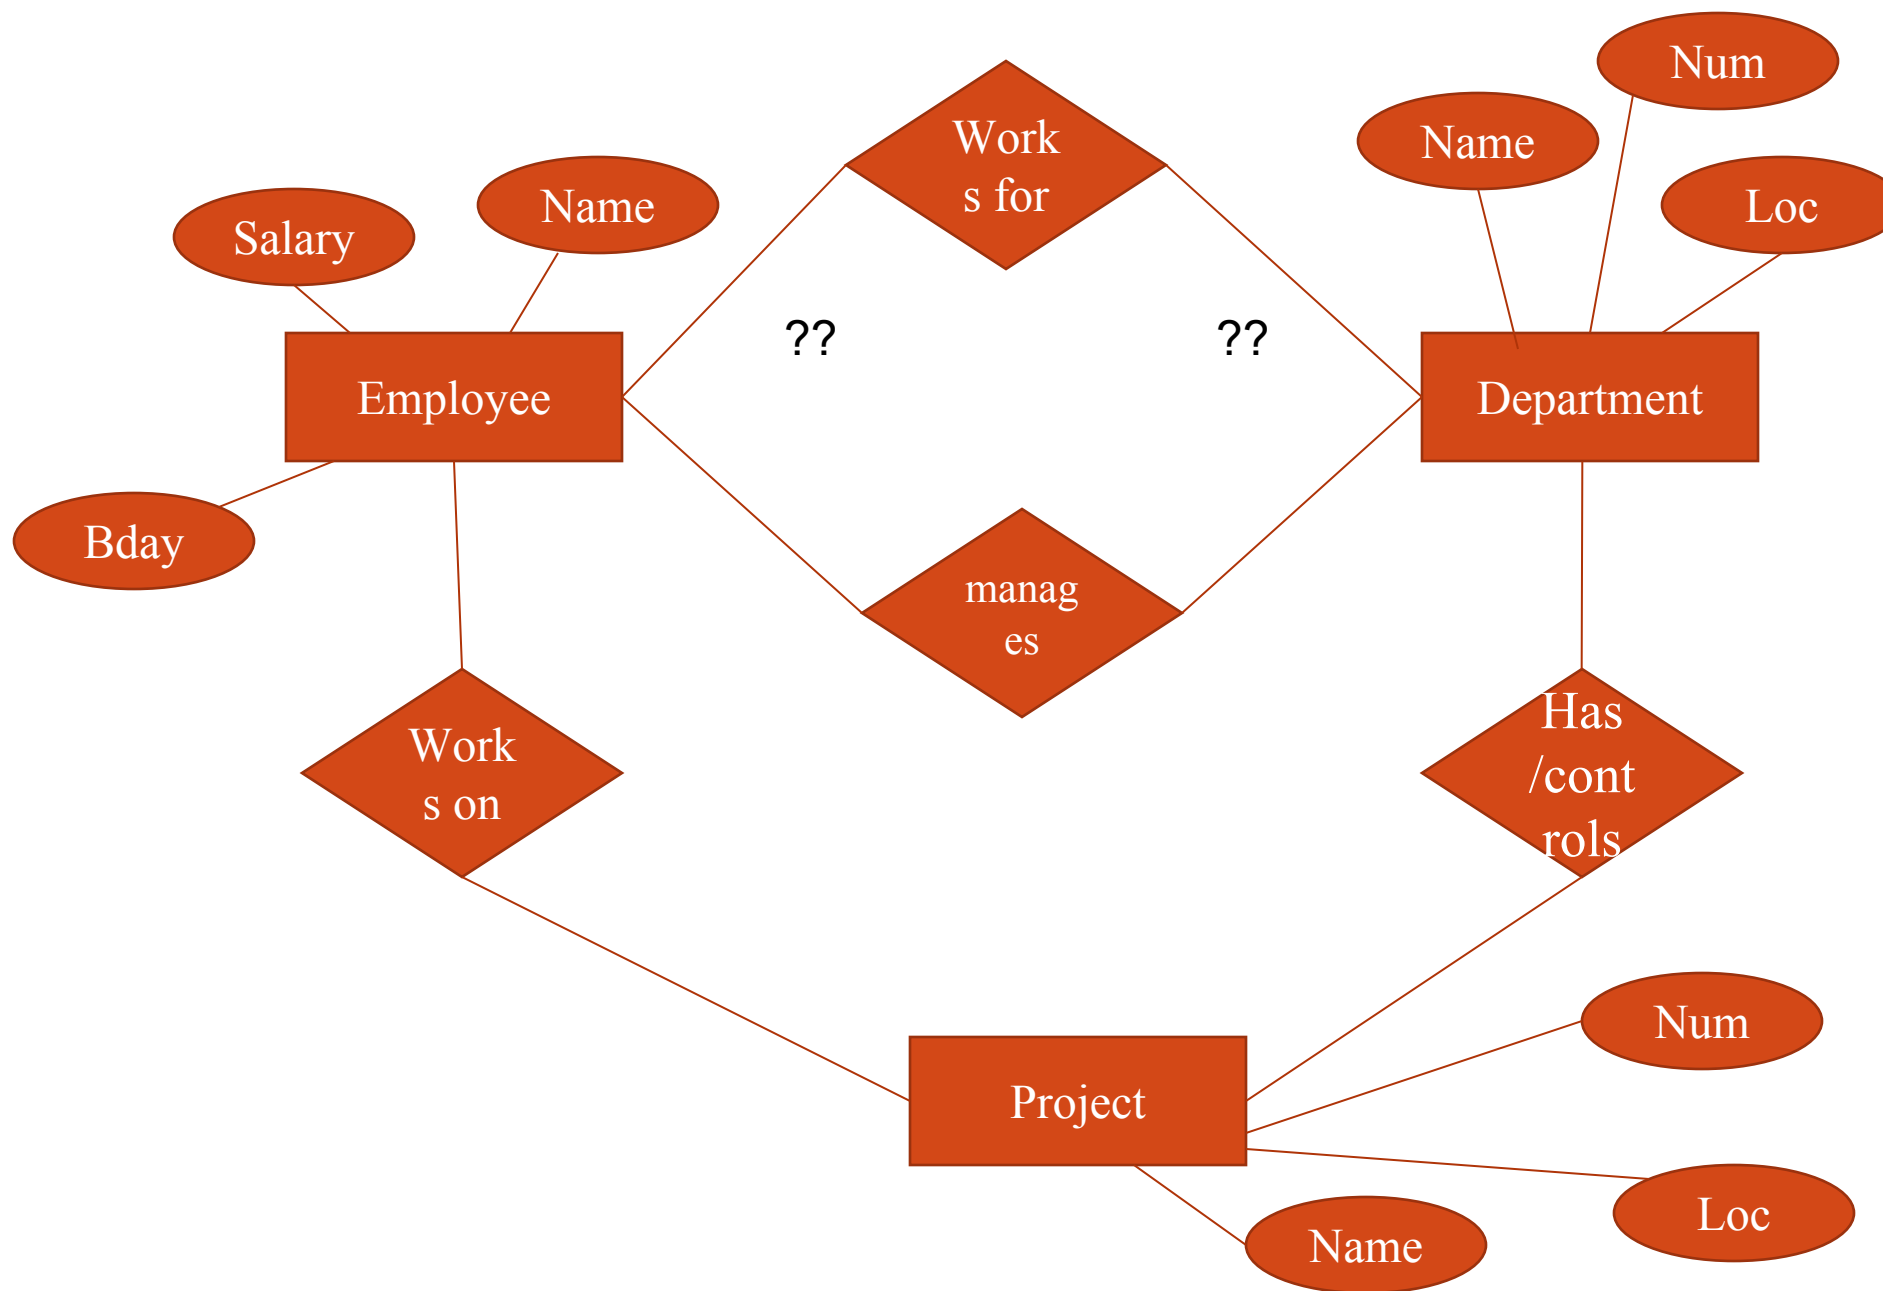 Num
Name
Work
s for
Loc
Name
Salary
??
??
Employee
Department
Bday
manag
es
Work
s on
Has
/cont
rols
Num
Project
Loc
Name